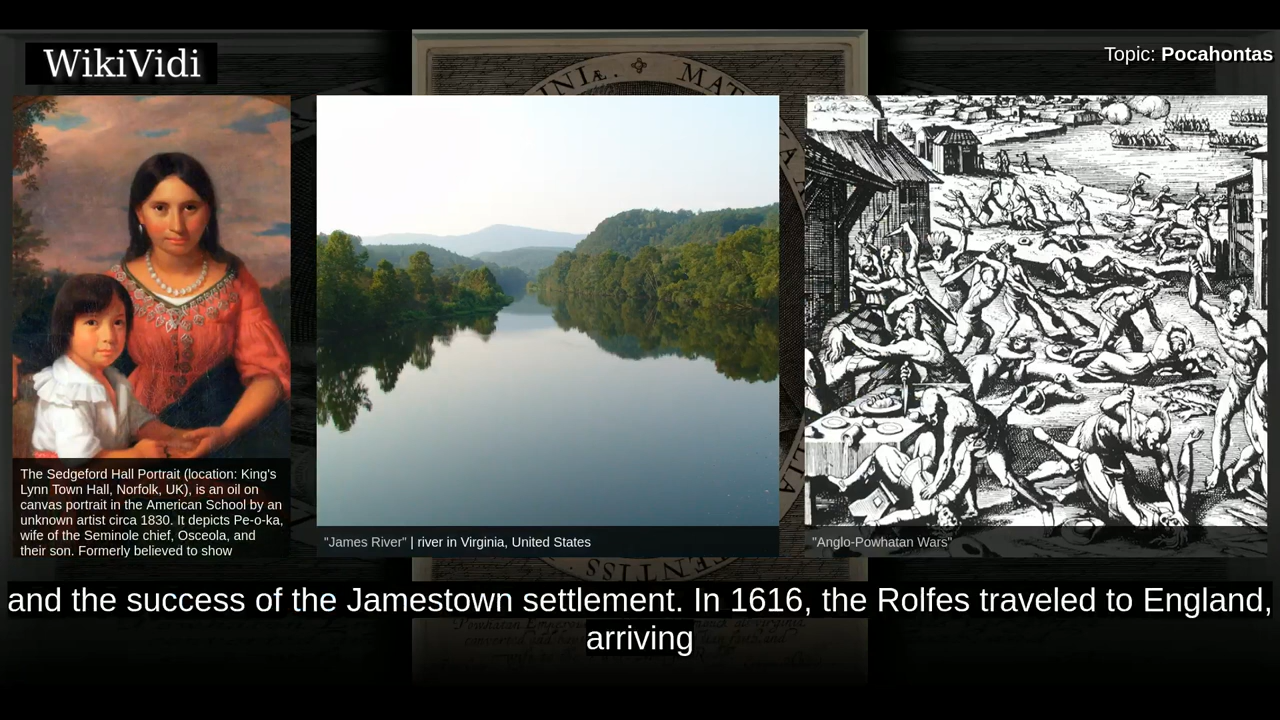 WikiVidi
Topic: Pocahontas
INIÆ.
MAT
The Sedgeford Hall Portrait (location: King's
Lynn Town Hall, Norfolk, UK), is an oil on
canvas portrait in the American School by an
unknown artist circa 1830. It depicts Pe-o-ka,
wife of the Seminole chief, Osceola, and
their son. Formerly believed to show
"James River" | river in Virginia, United States
"Anglo-Powhatan Wars"
and the success of the Jamestown settlement. In 1616, the Rolfes traveled to England,
arriving